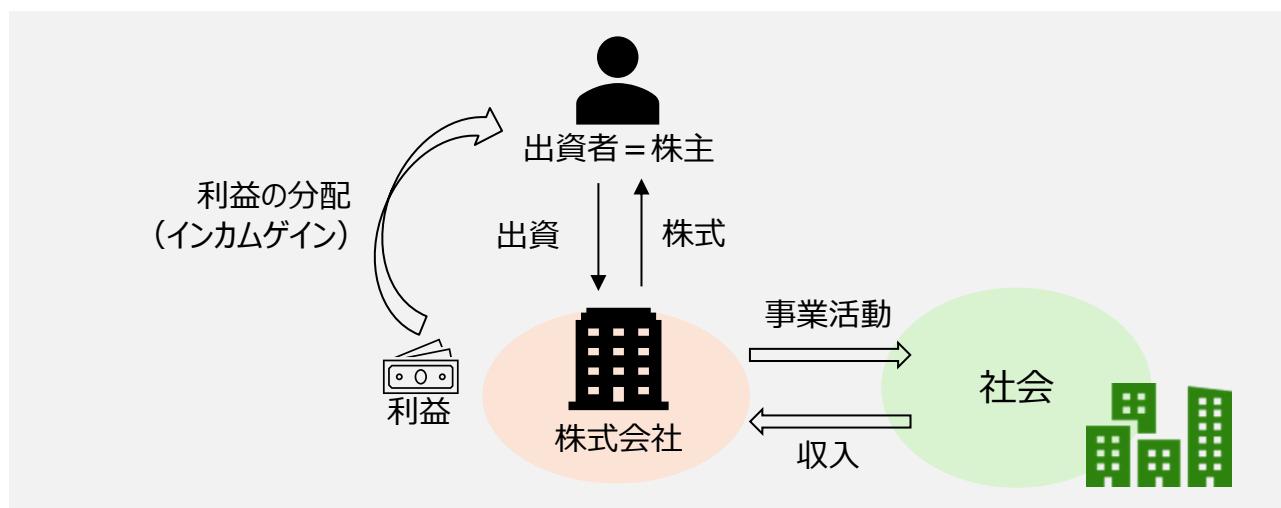 出資者＝株主
利益の分配
（インカムゲイン）
出資
株式
事業活動
社会
利益
株式会社
収入